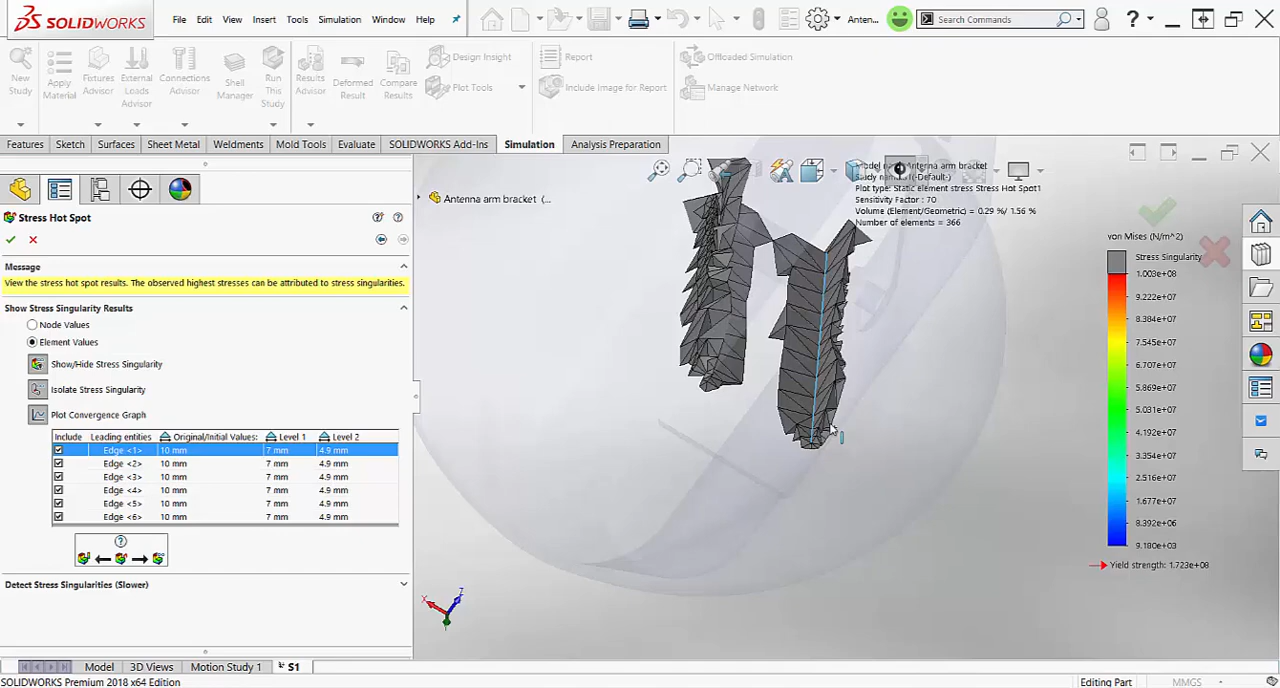 SOLIDWORKS
File Edit View Insert Tools Simulation Window Help
Anten...
Search Commands
New Study
Apply Material
Fixtures Advisor
External Loads Advisor
Connections Advisor
Shell Manager
Run This Study
Results Advisor
Deformed Result
Compare Results
Design Insight
Plot Tools
Report
Include Image for Report
Offloaded Simulation
Manage Network
Features Sketch Surfaces Sheet Metal Weldments Mold Tools Evaluate SOLIDWORKS Add-Ins Simulation Analysis Preparation
Stress Hot Spot
Message
View the stress hot spot results. The observed highest stresses can be attributed to stress singularities.
Show Stress Singularity Results
Node Values
Element Values
Show/Hide Stress Singularity
Isolate Stress Singularity
Plot Convergence Graph
Include Leading entities Original/Initial Values: Level 1 Level 2
Edge <1> 10 mm 7 mm 4.9 mm
Edge <2> 10 mm 7 mm 4.9 mm
Edge <3> 10 mm 7 mm 4.9 mm
Edge <4> 10 mm 7 mm 4.9 mm
Edge <5> 10 mm 7 mm 4.9 mm
Edge <6> 10 mm 7 mm 4.9 mm
Detect Stress Singularities (Slower)
Antenna arm bracket (...
Antenna arm bracket
Plot type: Static element stress Stress Hot Spot1
Sensitivity Factor : 70
Volume (Element/Geometric) = 0.29 %/ 1.56 %
Number of elements = 366
von Mises (N/m^2)
Stress Singularity
1.003e+08
9.222e+07
8.384e+07
7.545e+07
6.707e+07
5.869e+07
5.031e+07
4.192e+07
3.354e+07
2.516e+07
1.677e+07
8.392e+06
9.180e+03
Yield strength: 1.723e+08
X Z Y
Model 3D Views Motion Study 1 S1
SOLIDWORKS Premium 2018 x64 Edition
Editing Part
MMGS